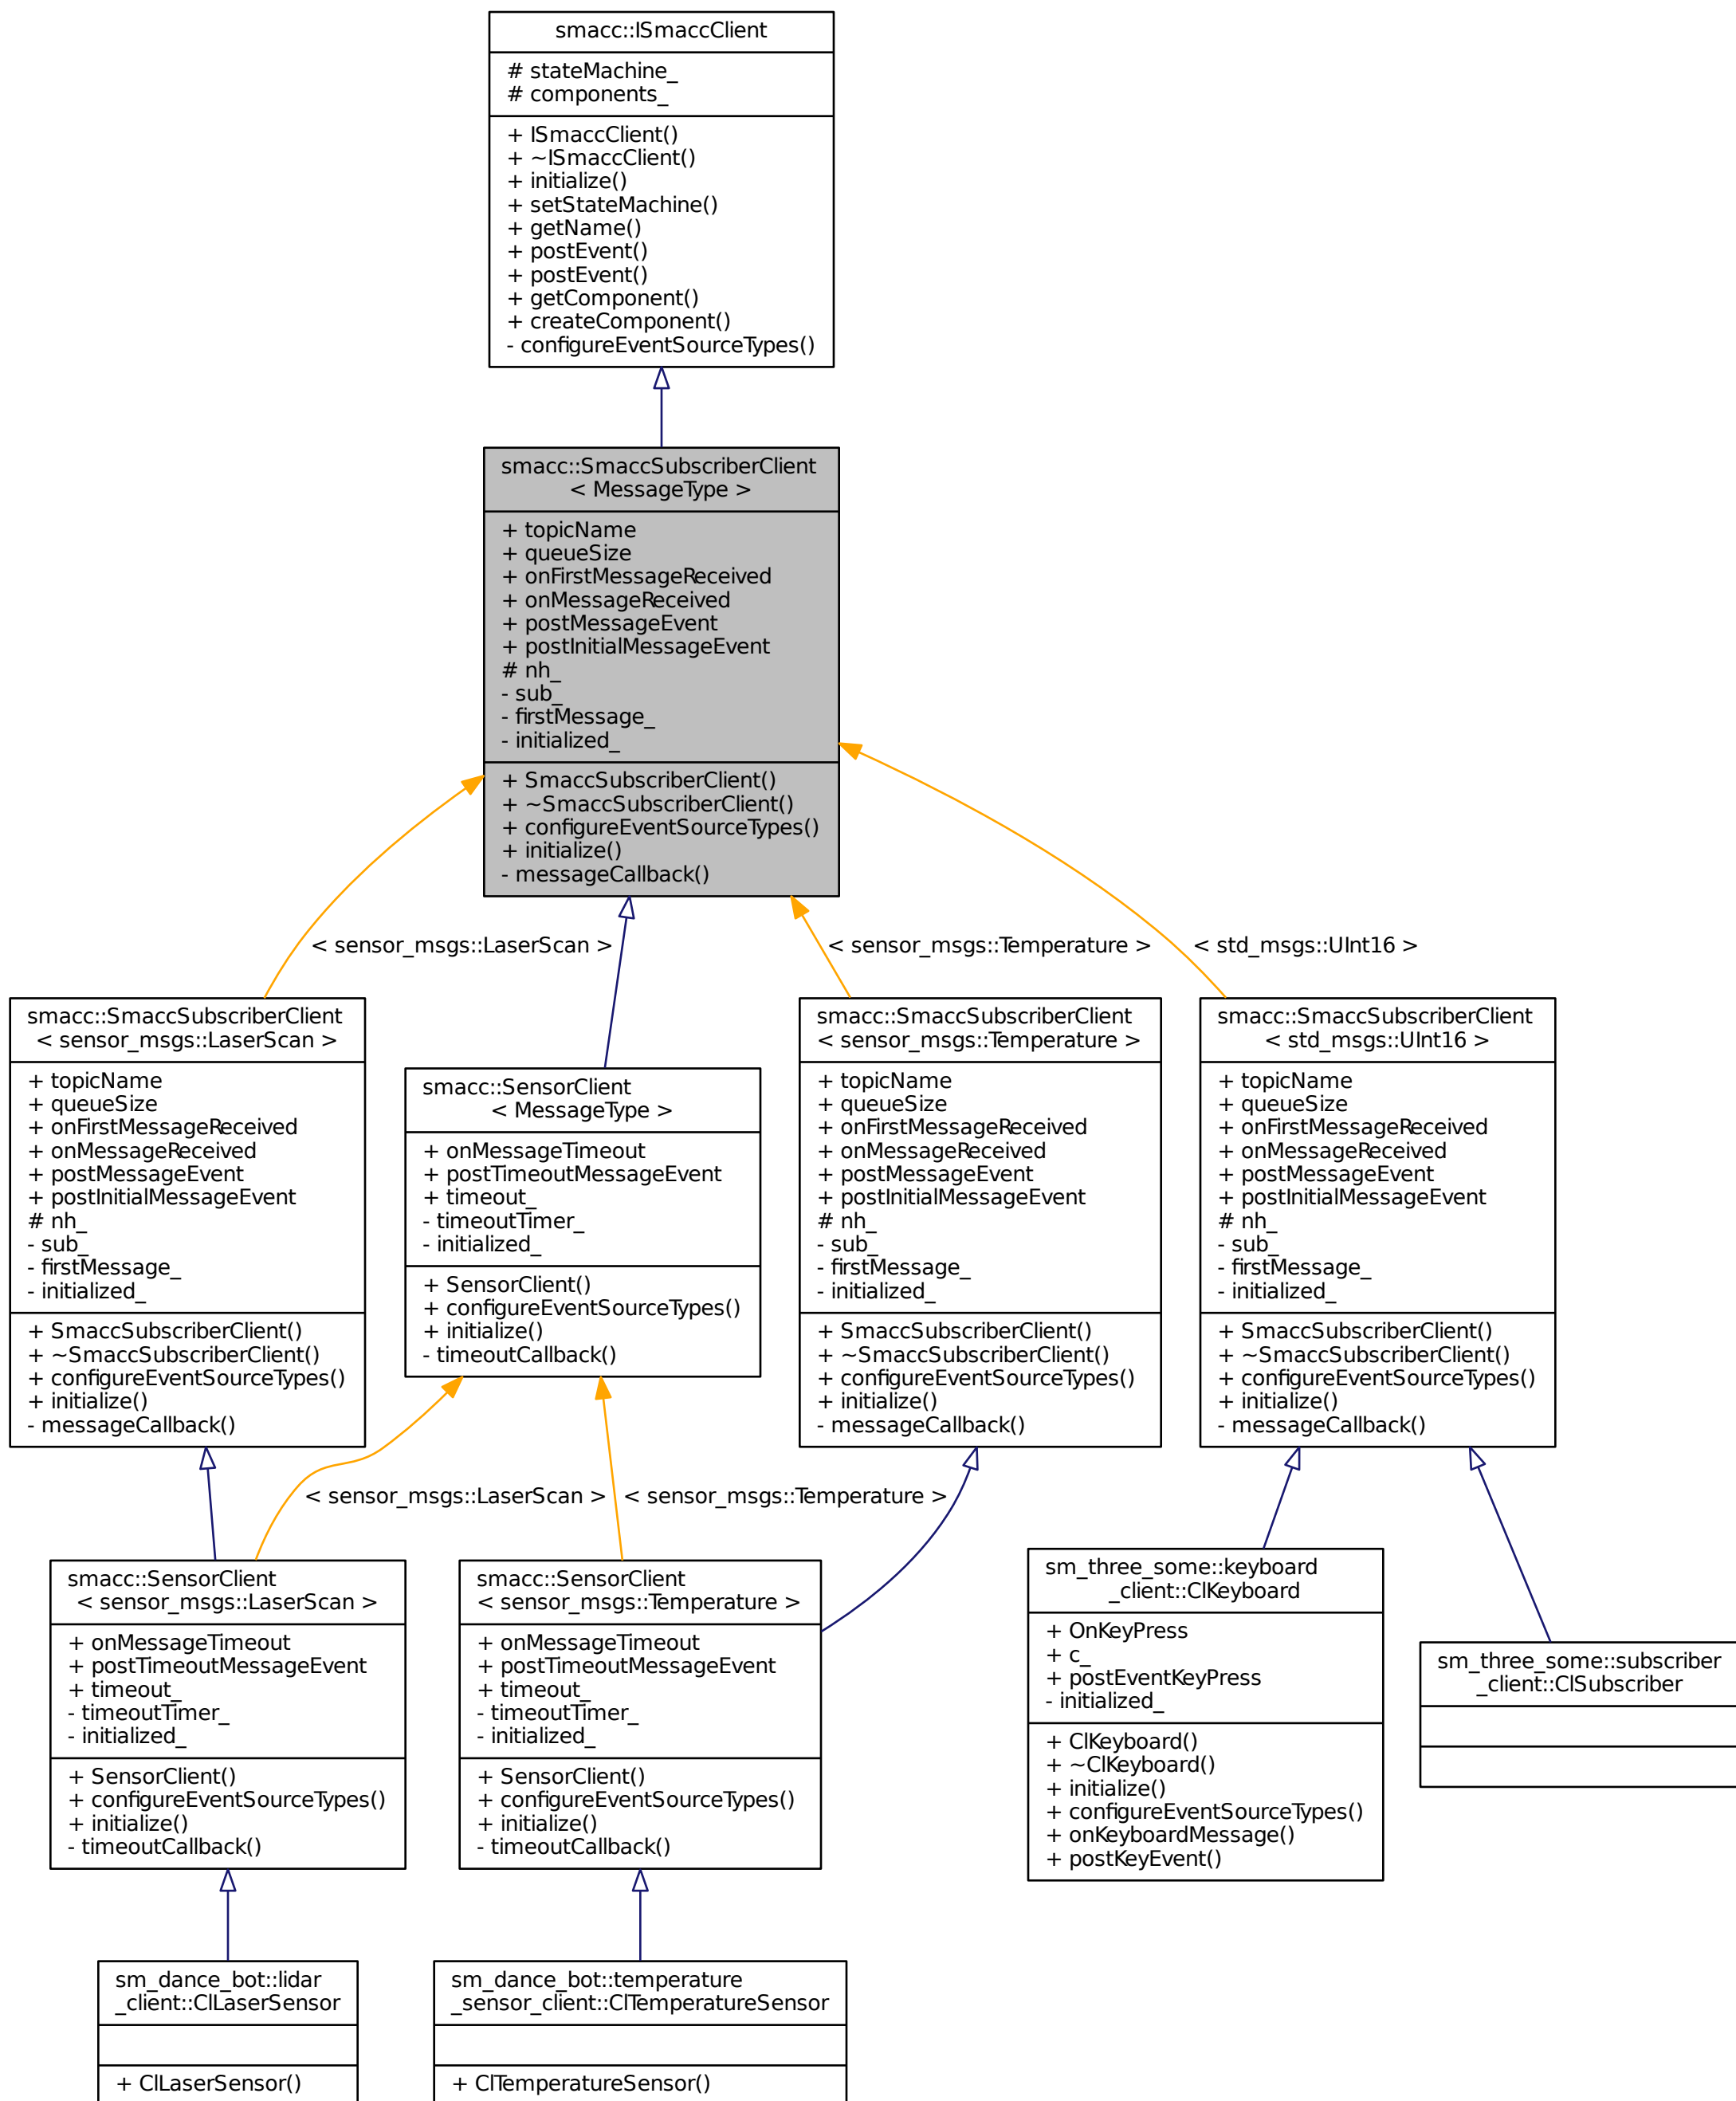 smacc::ISmaccClient
# stateMachine_
# components_
+ ISmaccClient()
+ ~ISmaccClient()
+ initialize()
+ setStateMachine()
+ getName()
+ postEvent()
+ postEvent()
+ getComponent()
+ createComponent()
- configureEventSourceTypes()
smacc::SmaccSubscriberClient
< MessageType >
+ topicName
+ queueSize
+ onFirstMessageReceived
+ onMessageReceived
+ postMessageEvent
+ postInitialMessageEvent
# nh_
- sub_
- firstMessage_
- initialized_
+ SmaccSubscriberClient()
+ ~SmaccSubscriberClient()
+ configureEventSourceTypes()
+ initialize()
- messageCallback()
< sensor_msgs::LaserScan >
< sensor_msgs::Temperature >
< std_msgs::UInt16 >
smacc::SmaccSubscriberClient
< sensor_msgs::LaserScan >
+ topicName
+ queueSize
+ onFirstMessageReceived
+ onMessageReceived
+ postMessageEvent
+ postInitialMessageEvent
# nh_
- sub_
- firstMessage_
- initialized_
+ SmaccSubscriberClient()
+ ~SmaccSubscriberClient()
+ configureEventSourceTypes()
+ initialize()
- messageCallback()
smacc::SensorClient
< MessageType >
+ onMessageTimeout
+ postTimeoutMessageEvent
+ timeout_
- timeoutTimer_
- initialized_
+ SensorClient()
+ configureEventSourceTypes()
+ initialize()
- timeoutCallback()
smacc::SmaccSubscriberClient
< sensor_msgs::Temperature >
+ topicName
+ queueSize
+ onFirstMessageReceived
+ onMessageReceived
+ postMessageEvent
+ postInitialMessageEvent
# nh_
- sub_
- firstMessage_
- initialized_
+ SmaccSubscriberClient()
+ ~SmaccSubscriberClient()
+ configureEventSourceTypes()
+ initialize()
- messageCallback()
smacc::SmaccSubscriberClient
< std_msgs::UInt16 >
+ topicName
+ queueSize
+ onFirstMessageReceived
+ onMessageReceived
+ postMessageEvent
+ postInitialMessageEvent
# nh_
- sub_
- firstMessage_
- initialized_
+ SmaccSubscriberClient()
+ ~SmaccSubscriberClient()
+ configureEventSourceTypes()
+ initialize()
- messageCallback()
< sensor_msgs::LaserScan >
< sensor_msgs::Temperature >
smacc::SensorClient
< sensor_msgs::LaserScan >
+ onMessageTimeout
+ postTimeoutMessageEvent
+ timeout_
- timeoutTimer_
- initialized_
+ SensorClient()
+ configureEventSourceTypes()
+ initialize()
- timeoutCallback()
smacc::SensorClient
< sensor_msgs::Temperature >
+ onMessageTimeout
+ postTimeoutMessageEvent
+ timeout_
- timeoutTimer_
- initialized_
+ SensorClient()
+ configureEventSourceTypes()
+ initialize()
- timeoutCallback()
sm_three_some::keyboard
_client::ClKeyboard
+ OnKeyPress
+ c_
+ postEventKeyPress
- initialized_
+ ClKeyboard()
+ ~ClKeyboard()
+ initialize()
+ configureEventSourceTypes()
+ onKeyboardMessage()
+ postKeyEvent()
sm_three_some::subscriber
_client::ClSubscriber
sm_dance_bot::lidar
_client::ClLaserSensor
+ ClLaserSensor()
sm_dance_bot::temperature
_sensor_client::ClTemperatureSensor
+ ClTemperatureSensor()